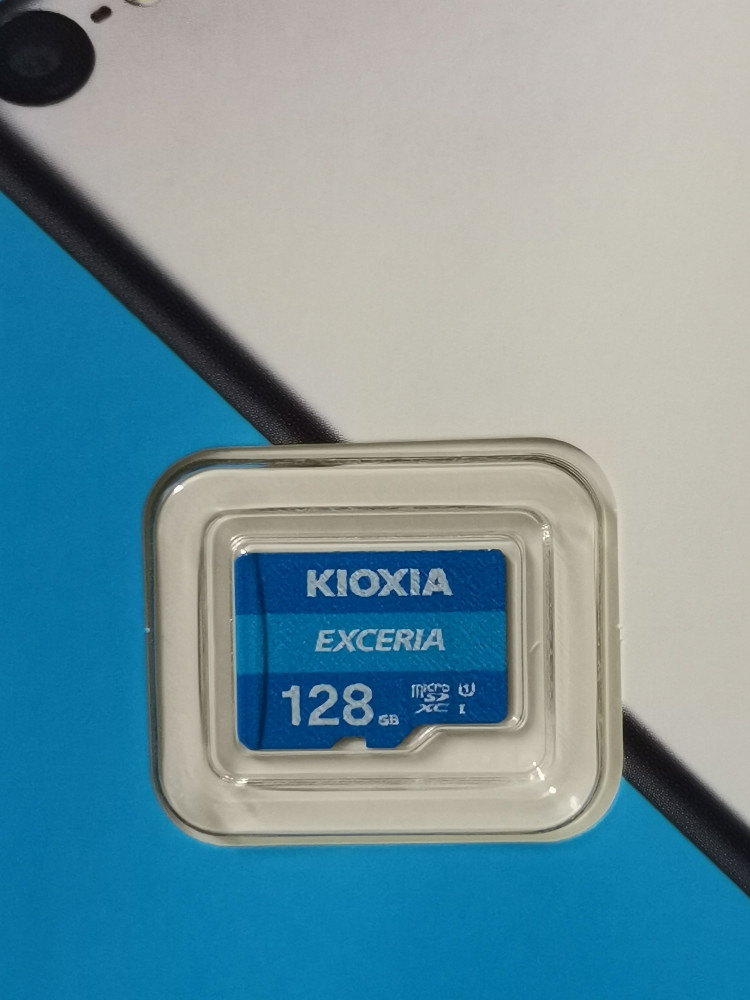 KIOXIA
EXCERIA
128 GB
micro SD XC
U1
I